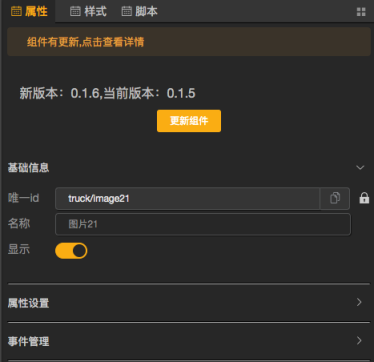 属性 样式 脚本
组件有更新,点击查看详情
新版本：0.1.6,当前版本：0.1.5
更新组件
基础信息
唯一id truck/image21
名称 图片21
显示
属性设置
事件管理